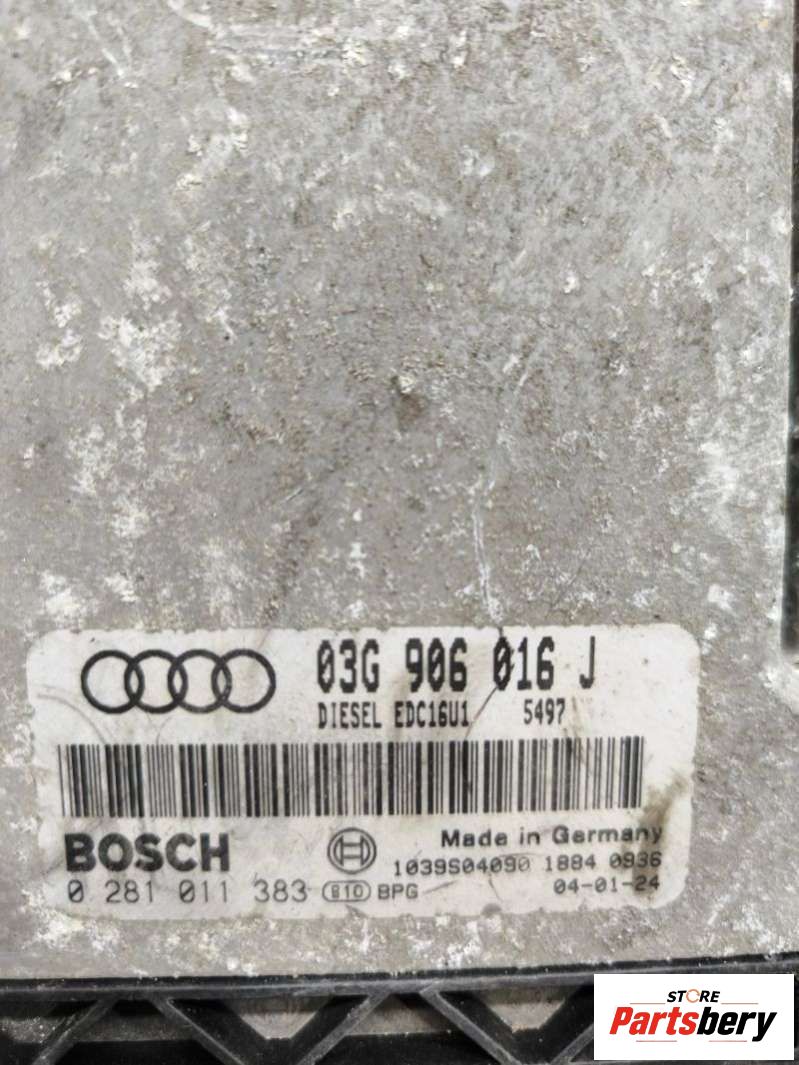 03G 906 016 J
DIESEL EDC16U1 5497
BOSCH
Made in Germany
1039S04090 1884 0936
0 281 011 383 810 BPG 04-01-24
STORE
Partsbery